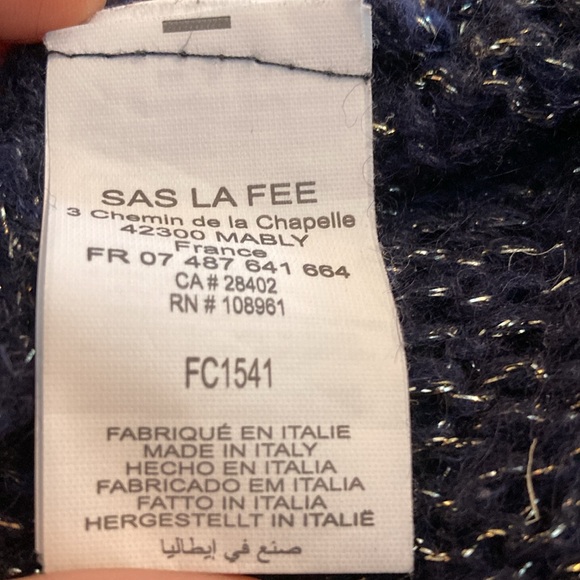 SAS LA FEE
3 Chemin de la Chapelle
42300 MABLY
France
FR 07 487 641 664
CA # 28402
RN # 108961
FC1541
FABRIQUÉ EN ITALIE
MADE IN ITALY
HECHO EN ITALIA
FABRICADO EM ITALIA
FATTO IN ITALIA
HERGESTELLT IN ITALIË
صنع في إيطاليا